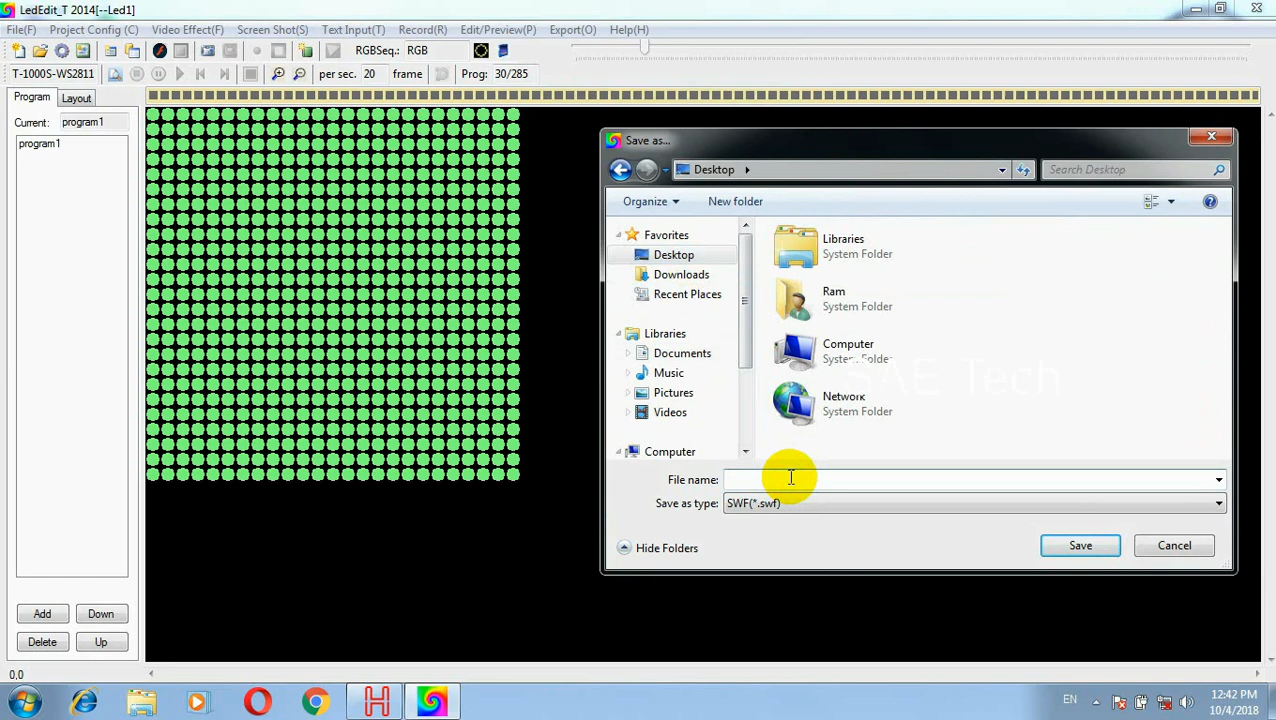 LedEdit_T 2014[--Led1]
File(F) Project Config (C) Video Effect(F) Screen Shot(S) Text Input(T) Record(R) Edit/Preview(P) Export(O) Help(H)
RGBSeq.: RGB
T-1000S-WS2811 per sec. 20 frame Prog: 30/285
Program Layout
Current: program1
program1
Add Down
Delete Up
0,0
Save as...
Desktop
Search Desktop
Organize New folder
Favorites
Desktop
Downloads
Recent Places
Libraries
Documents
Music
Pictures
Videos
Computer
Libraries
System Folder
Ram
System Folder
Computer
System Folder
Network
System Folder
SAE Tech
File name:
Save as type: SWF(*.swf)
Hide Folders Save Cancel
EN
12:42 PM
10/4/2018